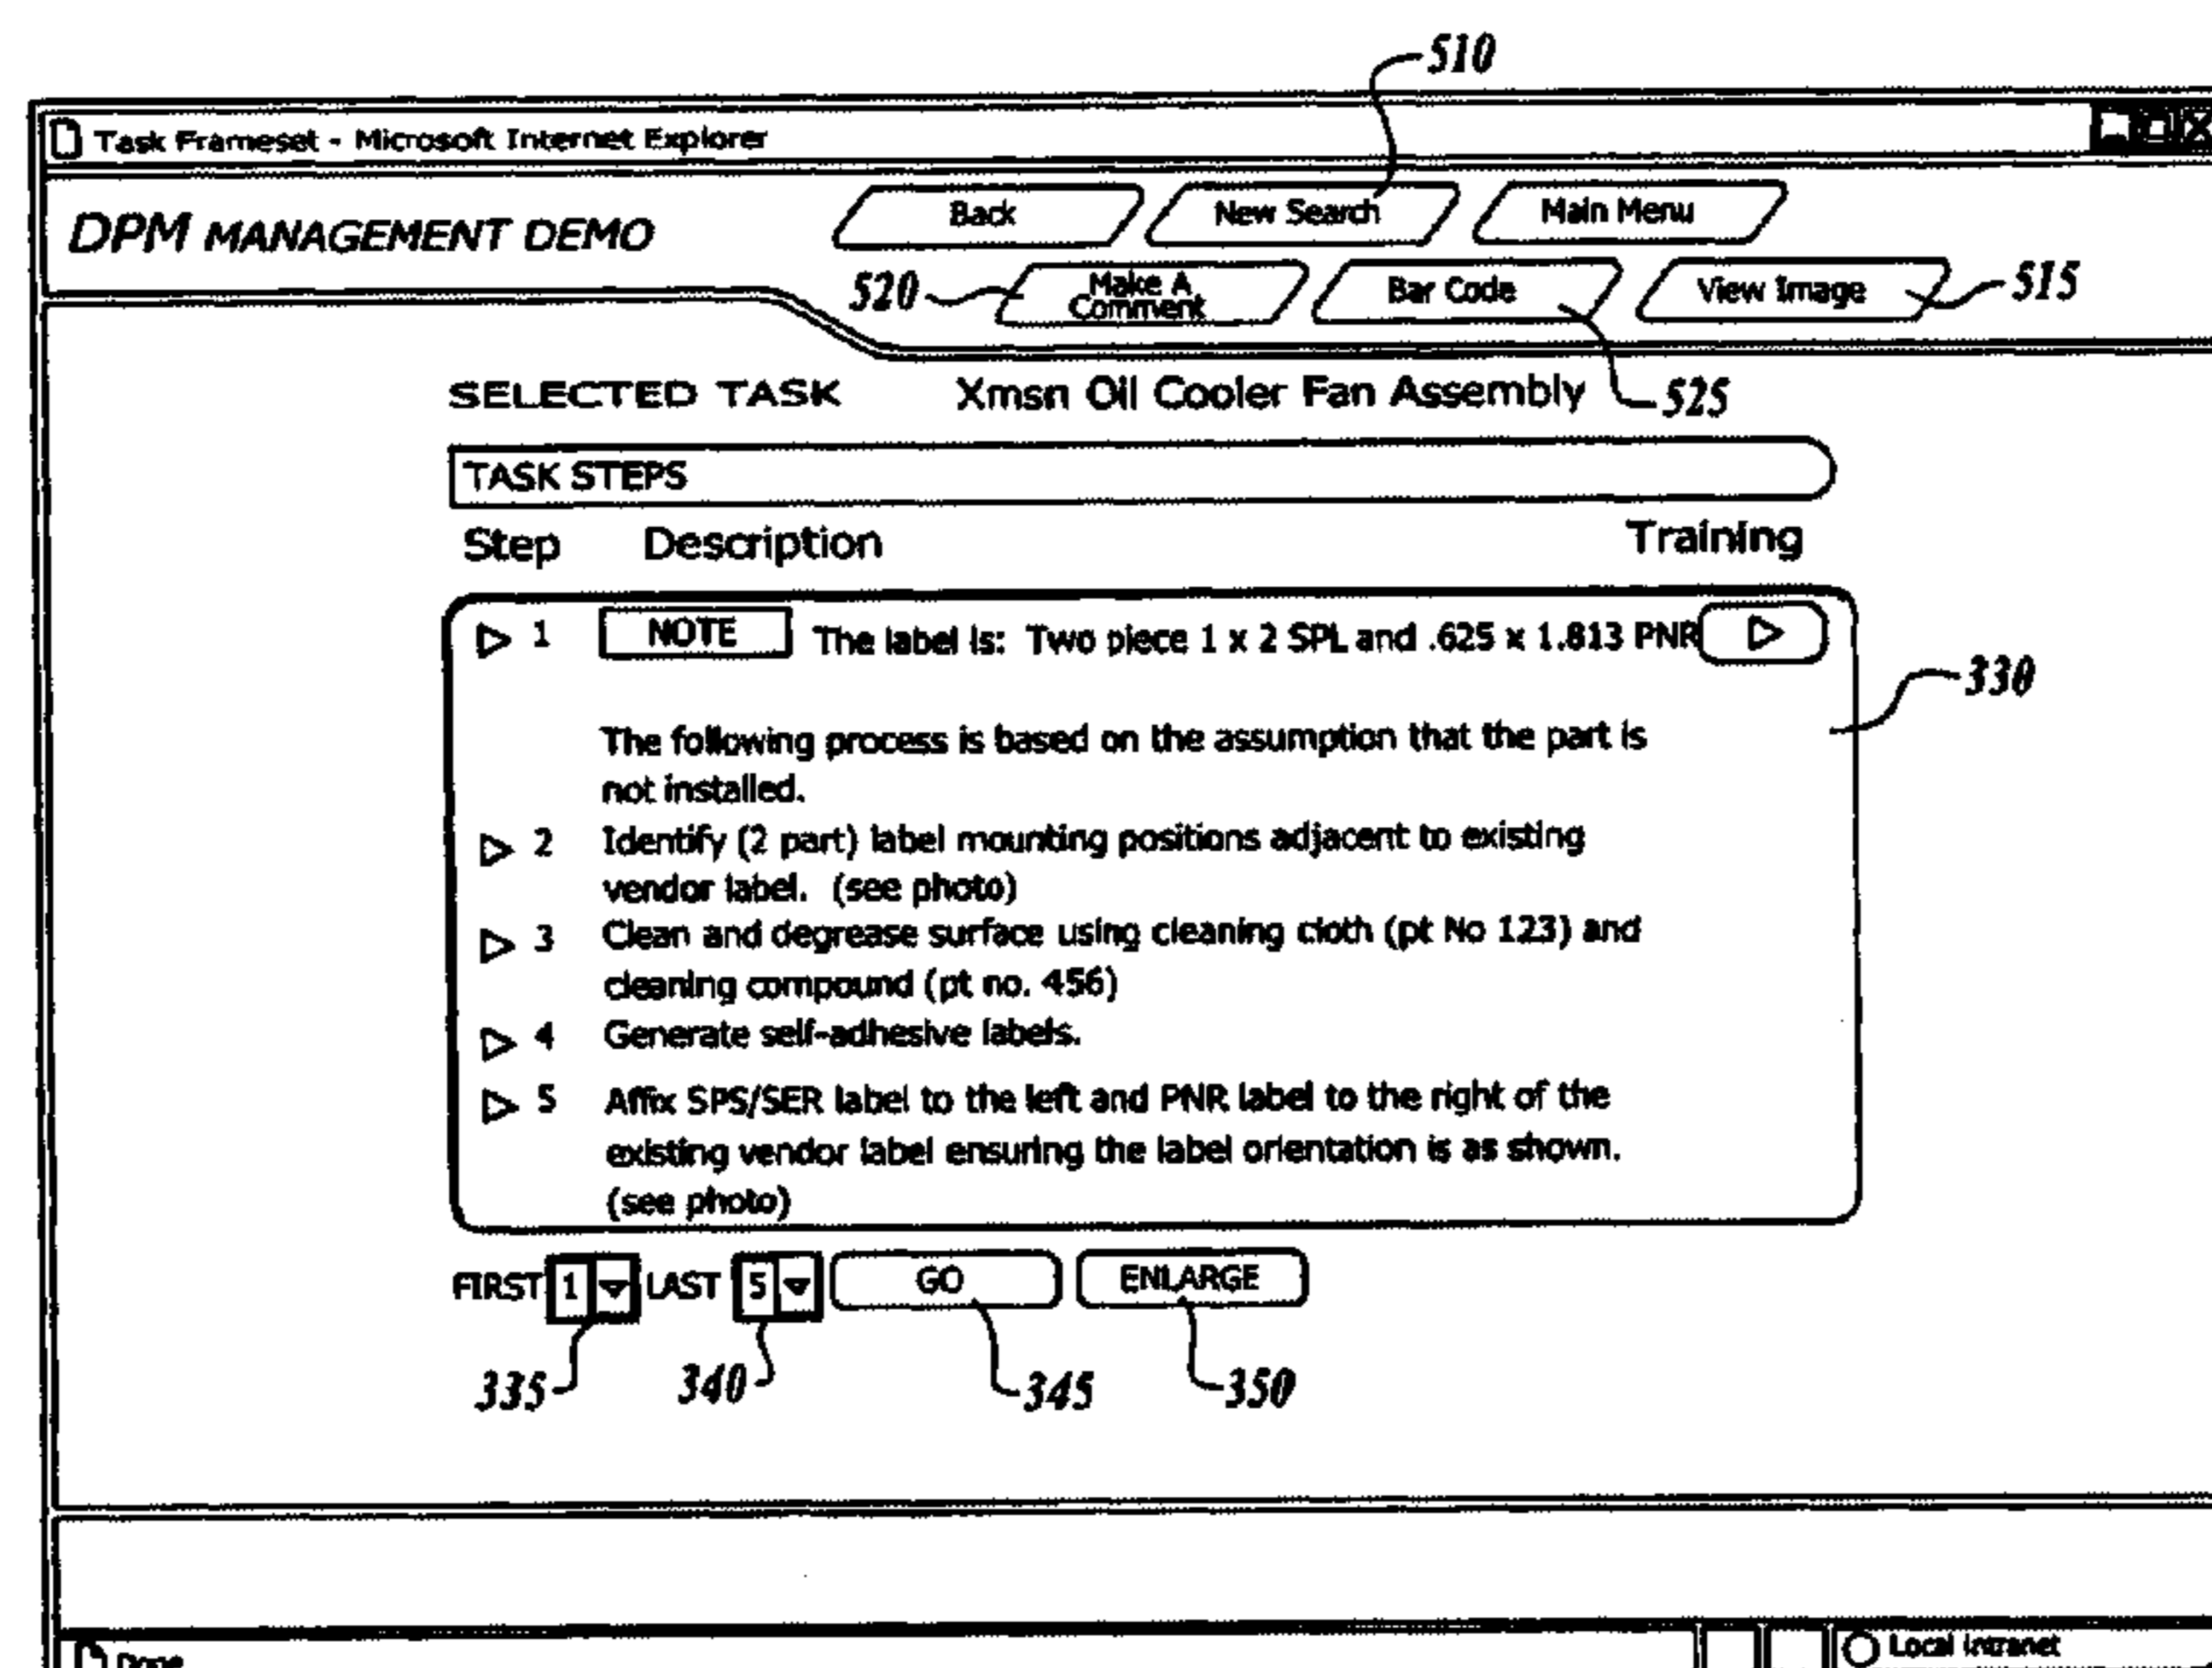 510
Task Frameset - Microsoft Internet Explorer
DPM MANAGEMENT DEMO
Back
New Search
Main Menu
520
Make A
Comment
Bar Code
View Image
515
SELECTED TASK Xmsn Oil Cooler Fan Assembly
525
TASK STEPS
Step Description Training
1 NOTE The label is: Two piece 1 x 2 SPL and .625 x 1.813 PNR
330
The following process is based on the assumption that the part is
not installed.
2 Identify (2 part) label mounting positions adjacent to existing
vendor label. (see photo)
3 Clean and degrease surface using cleaning cloth (pt No 123) and
cleaning compound (pt no. 456)
4 Generate self-adhesive labels.
5 Affix SPS/SER label to the left and PNR label to the right of the
existing vendor label ensuring the label orientation is as shown.
(see photo)
FIRST 1 LAST 5 GO ENLARGE
335 340 345 350
Done
Local intranet